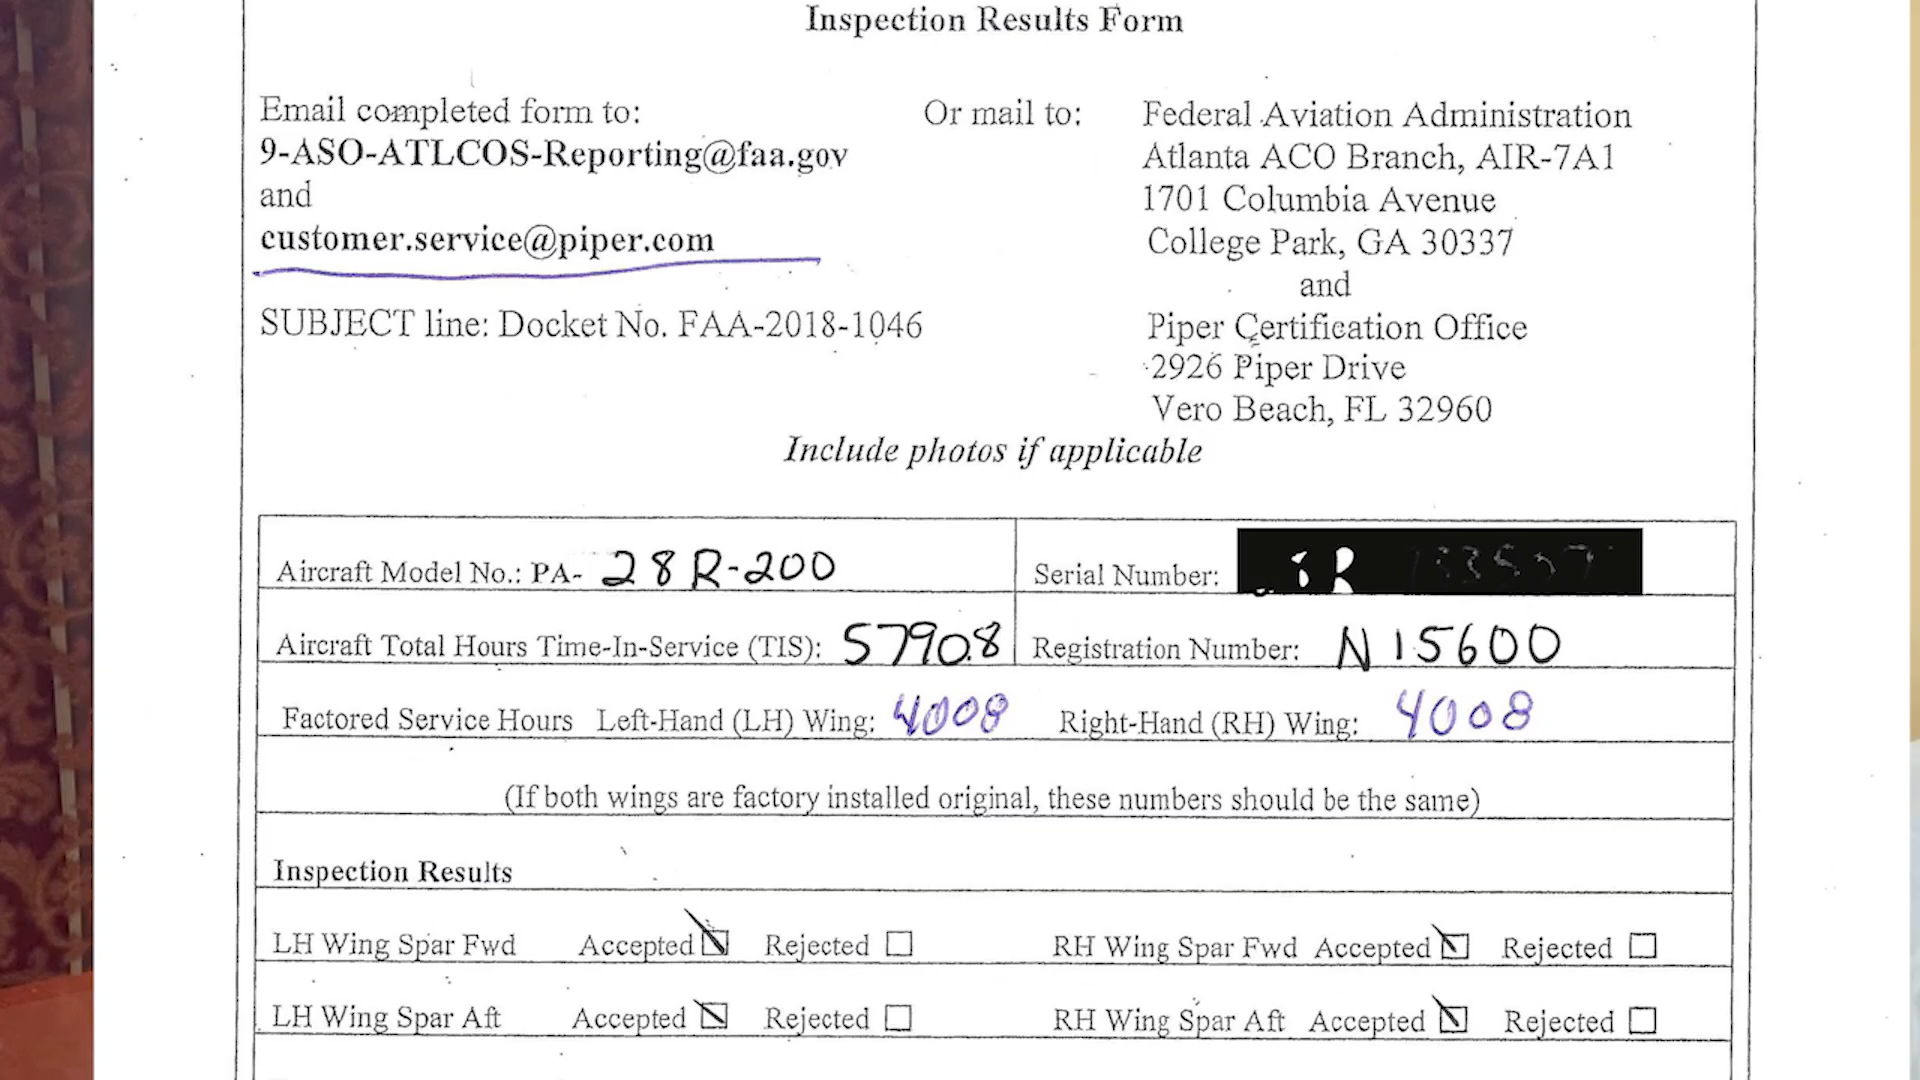 Inspection Results Form
Email completed form to:
9-ASO-ATLCOS-Reporting@faa.gov
and
customer.service@piper.com
SUBJECT line: Docket No. FAA-2018-1046
Or mail to:
Federal Aviation Administration
Atlanta ACO Branch, AIR-7A1
1701 Columbia Avenue
College Park, GA 30337
and
Piper Certification Office
2926 Piper Drive
Vero Beach, FL 32960
Include photos if applicable
Aircraft Model No.: PA- 28R-200
Serial Number:
Aircraft Total Hours Time-In-Service (TIS): 5790.8
Registration Number: N15600
Factored Service Hours Left-Hand (LH) Wing: 4008 Right-Hand (RH) Wing: 4008
(If both wings are factory installed original, these numbers should be the same)
Inspection Results
LH Wing Spar Fwd Accepted Rejected RH Wing Spar Fwd Accepted Rejected
LH Wing Spar Aft Accepted Rejected RH Wing Spar Aft Accepted Rejected